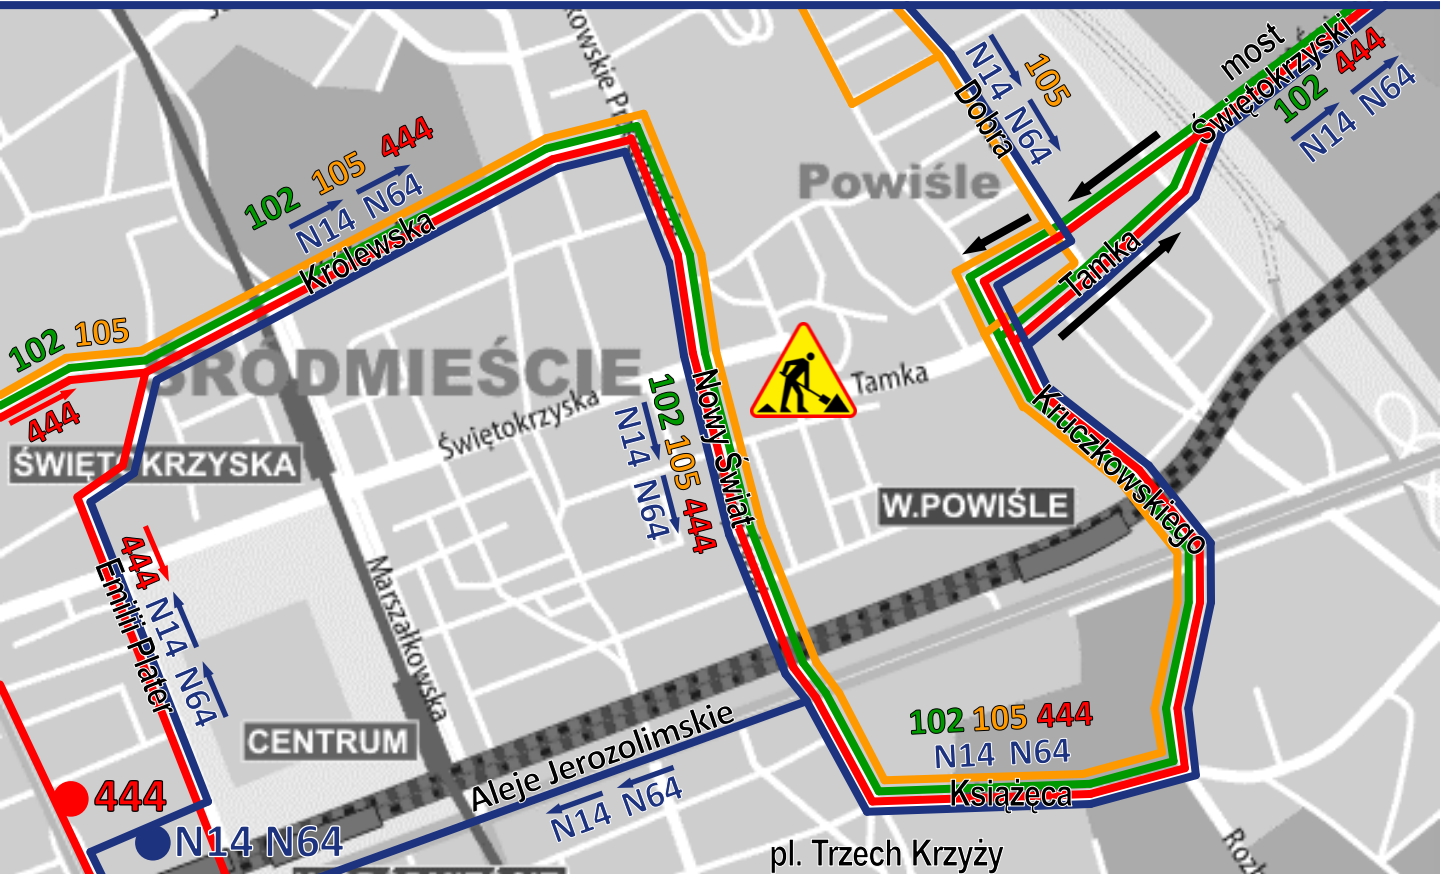 N14 N64
105
Dobra
most
Świętokrzyski
102 444
N14 N64
102 105 444
N14 N64
Królewska
Powiśle
Tamka
102 105
444
ŚRÓDMIEŚCIE
Świętokrzyska
Tamka
102 105 444
N14 N64
Nowy Świat
Kruczkowskiego
ŚWIĘTOKRZYSKA
W.POWIŚLE
444
N14 N64
Emilii Plater
Marszałkowska
CENTRUM
Aleje Jerozolimskie
N14 N64
102 105 444
N14 N64
Książęca
444
N14 N64
pl. Trzech Krzyży